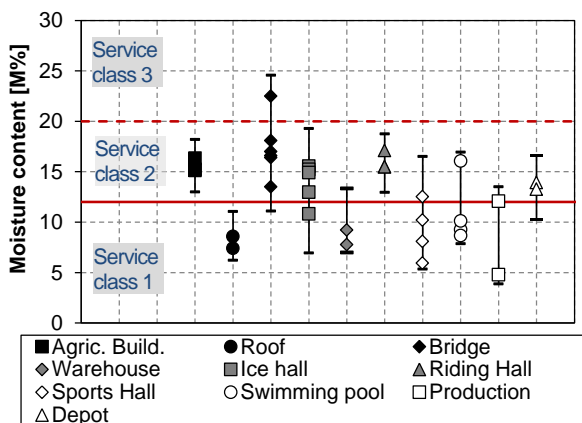 Moisture content [M%]
30
25
20
15
10
5
0
Service
class 3
Service
class 2
Service
class 1
Agric. Build. Roof Bridge
Warehouse Ice hall Riding Hall
Sports Hall Swimming pool Production
Depot